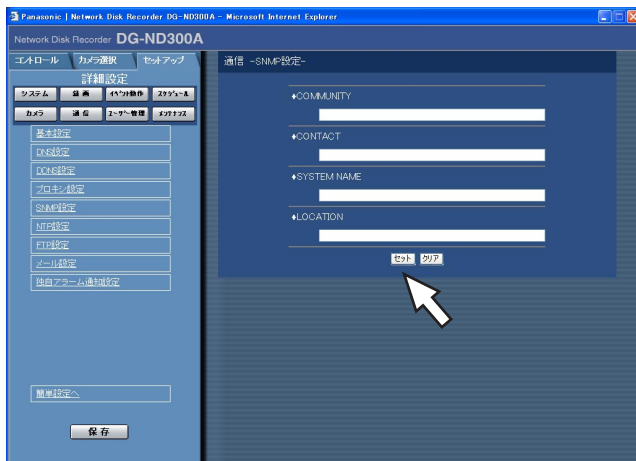 Panasonic | Network Disk Recorder DG-ND300A - Microsoft Internet Explorer
Network Disk Recorder DG-ND300A
コントロール カメラ選択 セットアップ
詳細設定
システム 録画 イベント動作 スケジュール
カメラ 通信 ユーザー管理 メンテナンス
基本設定
DNS設定
DDNS設定
プロキシ設定
SNMP設定
NTP設定
FTP設定
メール設定
独自アラーム通知設定
簡単設定へ
保存
通信 -SNMP設定-
♦COMMUNITY
♦CONTACT
♦SYSTEM NAME
♦LOCATION
セット クリア